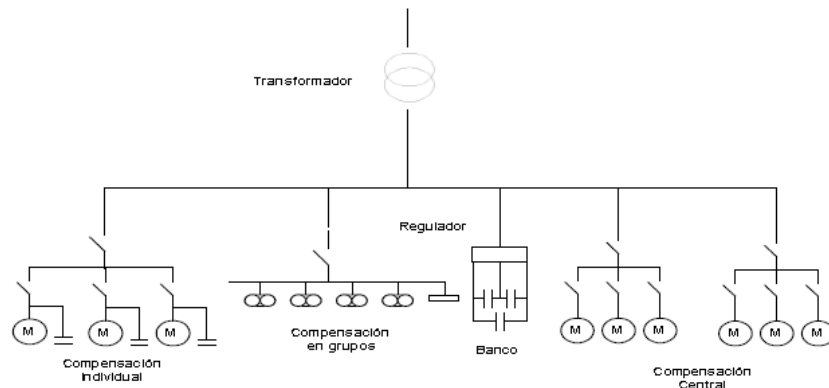 Transformador
Regulador
M
M
M
M
M
M
M
M
M
Compensación
Individual
Compensación
en grupos
Banco
Compensación
Central